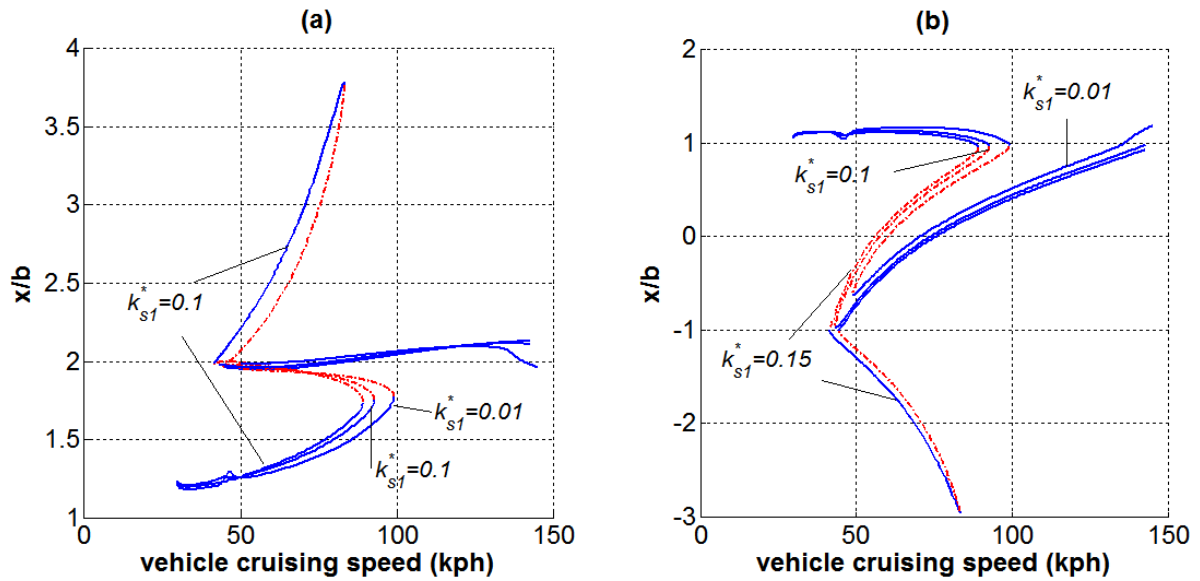 (a)
4
3.5
3
2.5
2
1.5
1
x/b
0
50
100
150
vehicle cruising speed (kph)
k*s1=0.1
k*s1=0.01
k*s1=0.1
(b)
2
1
0
-1
-2
-3
x/b
0
50
100
150
vehicle cruising speed (kph)
k*s1=0.01
k*s1=0.1
k*s1=0.15